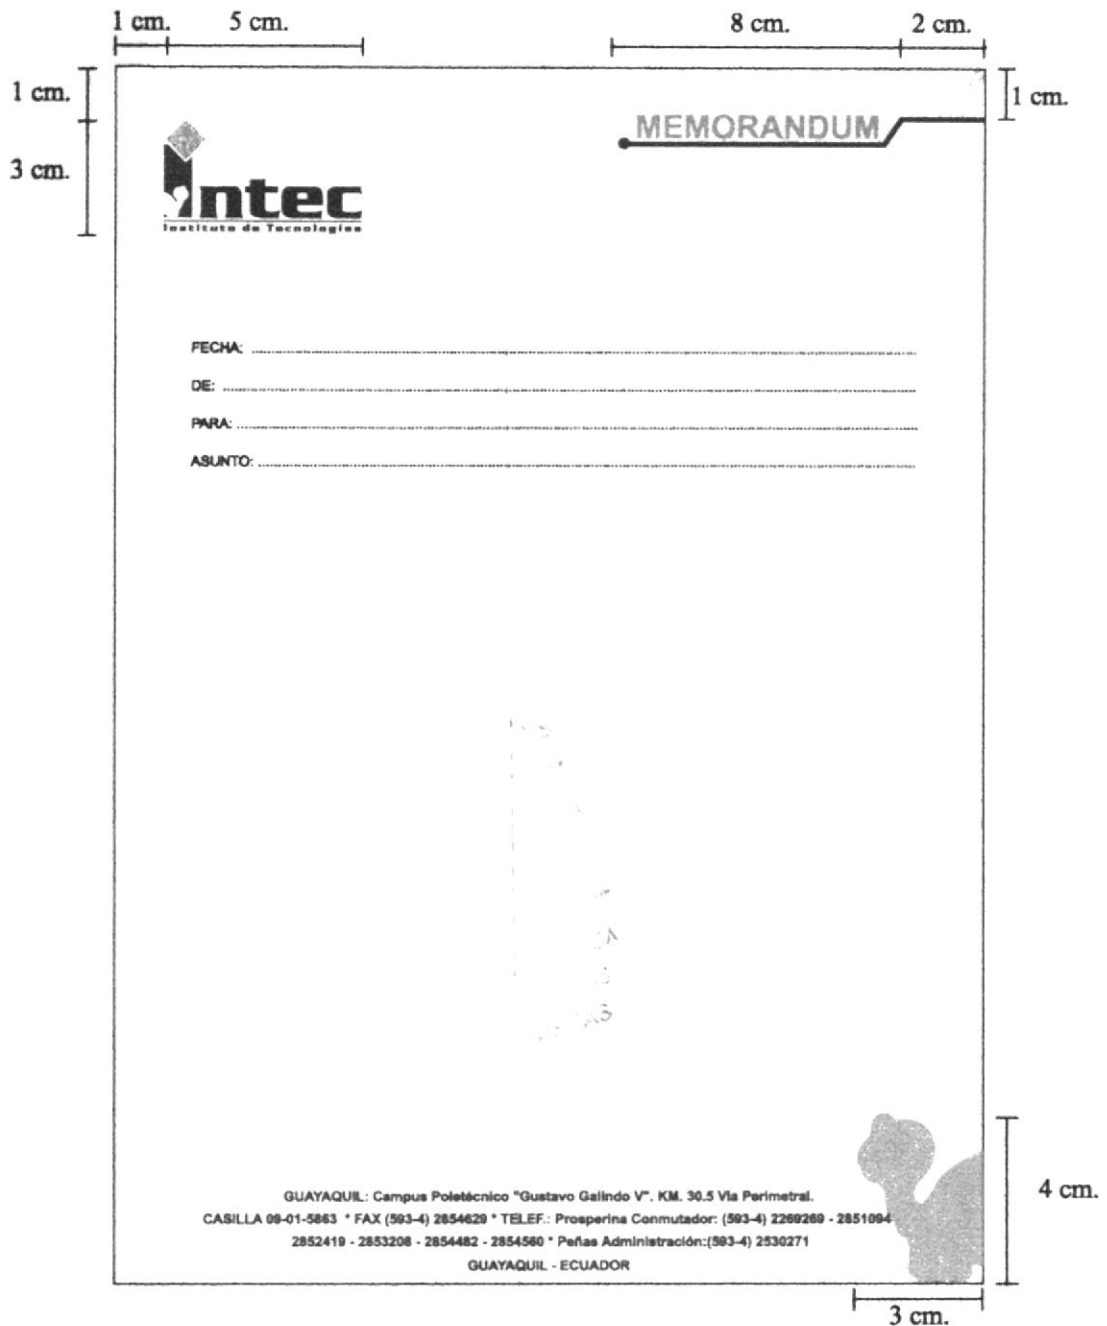 1 cm. 5 cm. 8 cm. 2 cm.
1 cm. 1 cm.
MEMORANDUM
3 cm.
intec
Instituto de Tecnologías
FECHA:
DE:
PARA:
ASUNTO:
4 cm.
GUAYAQUIL: Campus Poletécnico "Gustavo Galindo V". KM. 30.5 Via Perimetral.
CASILLA 09-01-5863 * FAX (593-4) 2854629 * TELEF.: Prosperina Conmutador: (593-4) 2269269 - 2851094
2852419 - 2853208 - 2854482 - 2854560 * Peñas Administración:(593-4) 2530271
GUAYAQUIL - ECUADOR
3 cm.